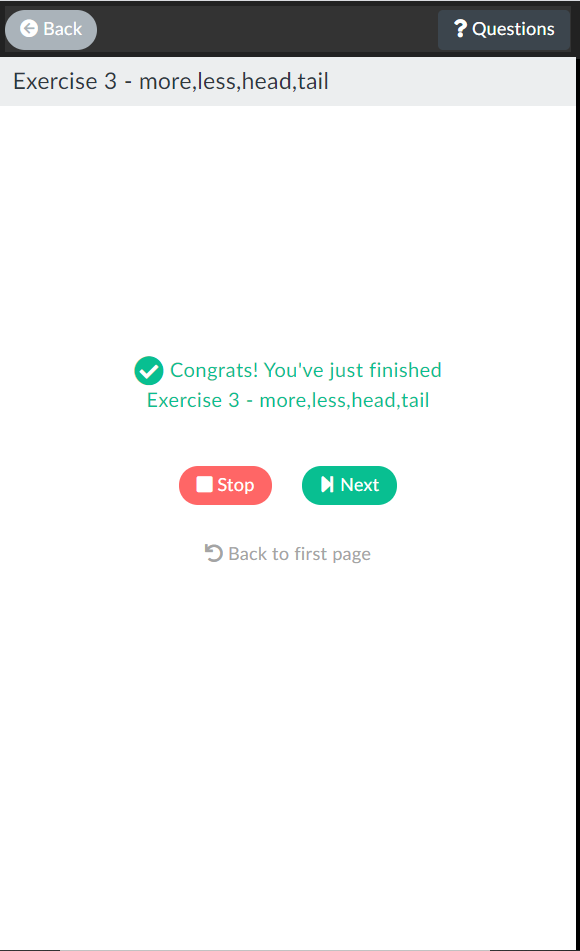 Back
? Questions
Exercise 3 - more,less,head,tail
Congrats! You've just finished
Exercise 3 - more,less,head,tail
Stop
Next
Back to first page